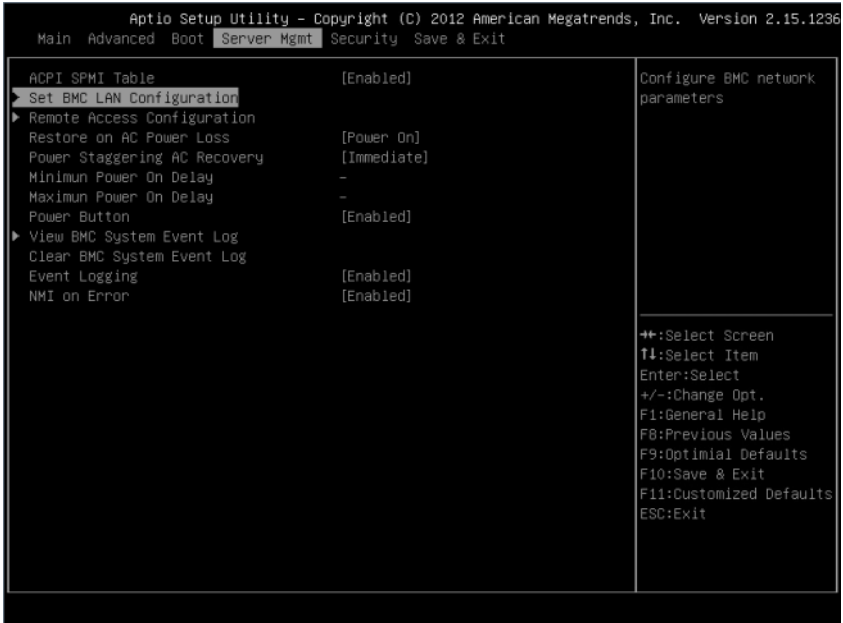 Aptio Setup Utility – Copyright (C) 2012 American Megatrends, Inc. Version 2.15.1236
Main Advanced Boot Server Mgmt Security Save & Exit
ACPI SPMI Table [Enabled]
▶ Set BMC LAN Configuration
▶ Remote Access Configuration
Restore on AC Power Loss [Power On]
Power Staggering AC Recovery [Immediate]
Minimun Power On Delay –
Maximun Power On Delay –
Power Button [Enabled]
▶ View BMC System Event Log
Clear BMC System Event Log
Event Logging [Enabled]
NMI on Error [Enabled]
Configure BMC network
parameters
→←:Select Screen
↑↓:Select Item
Enter:Select
+/-:Change Opt.
F1:General Help
F8:Previous Values
F9:Optimial Defaults
F10:Save & Exit
F11:Customized Defaults
ESC:Exit